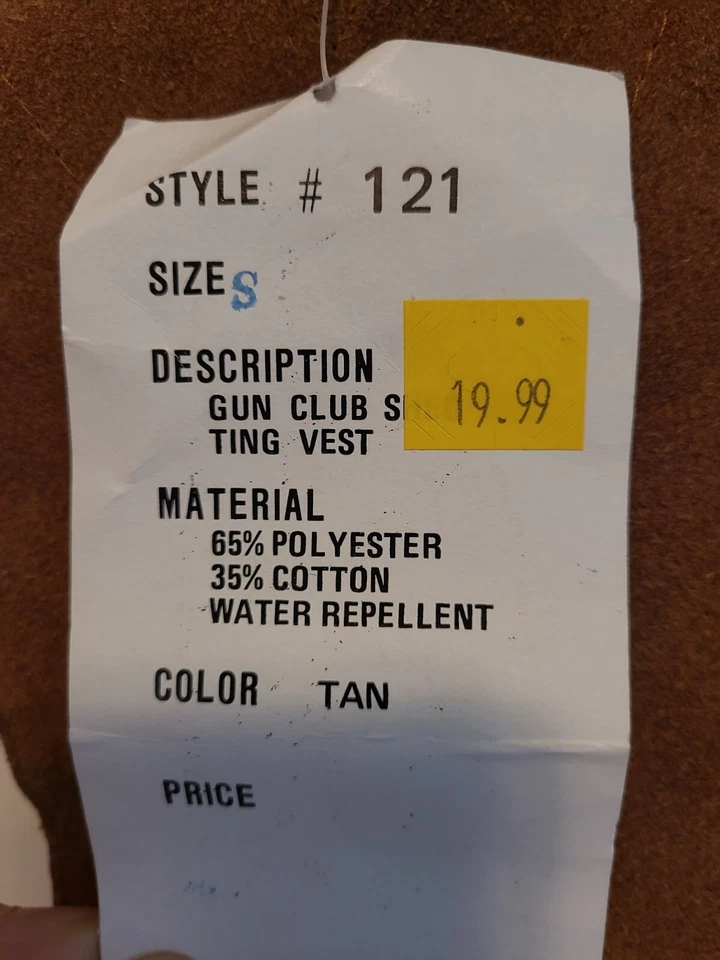 STYLE # 121
SIZE S
DESCRIPTION
GUN CLUB
19.99
TING VEST
MATERIAL
65% POLYESTER
35% COTTON
WATER REPELLENT
COLOR TAN
PRICE